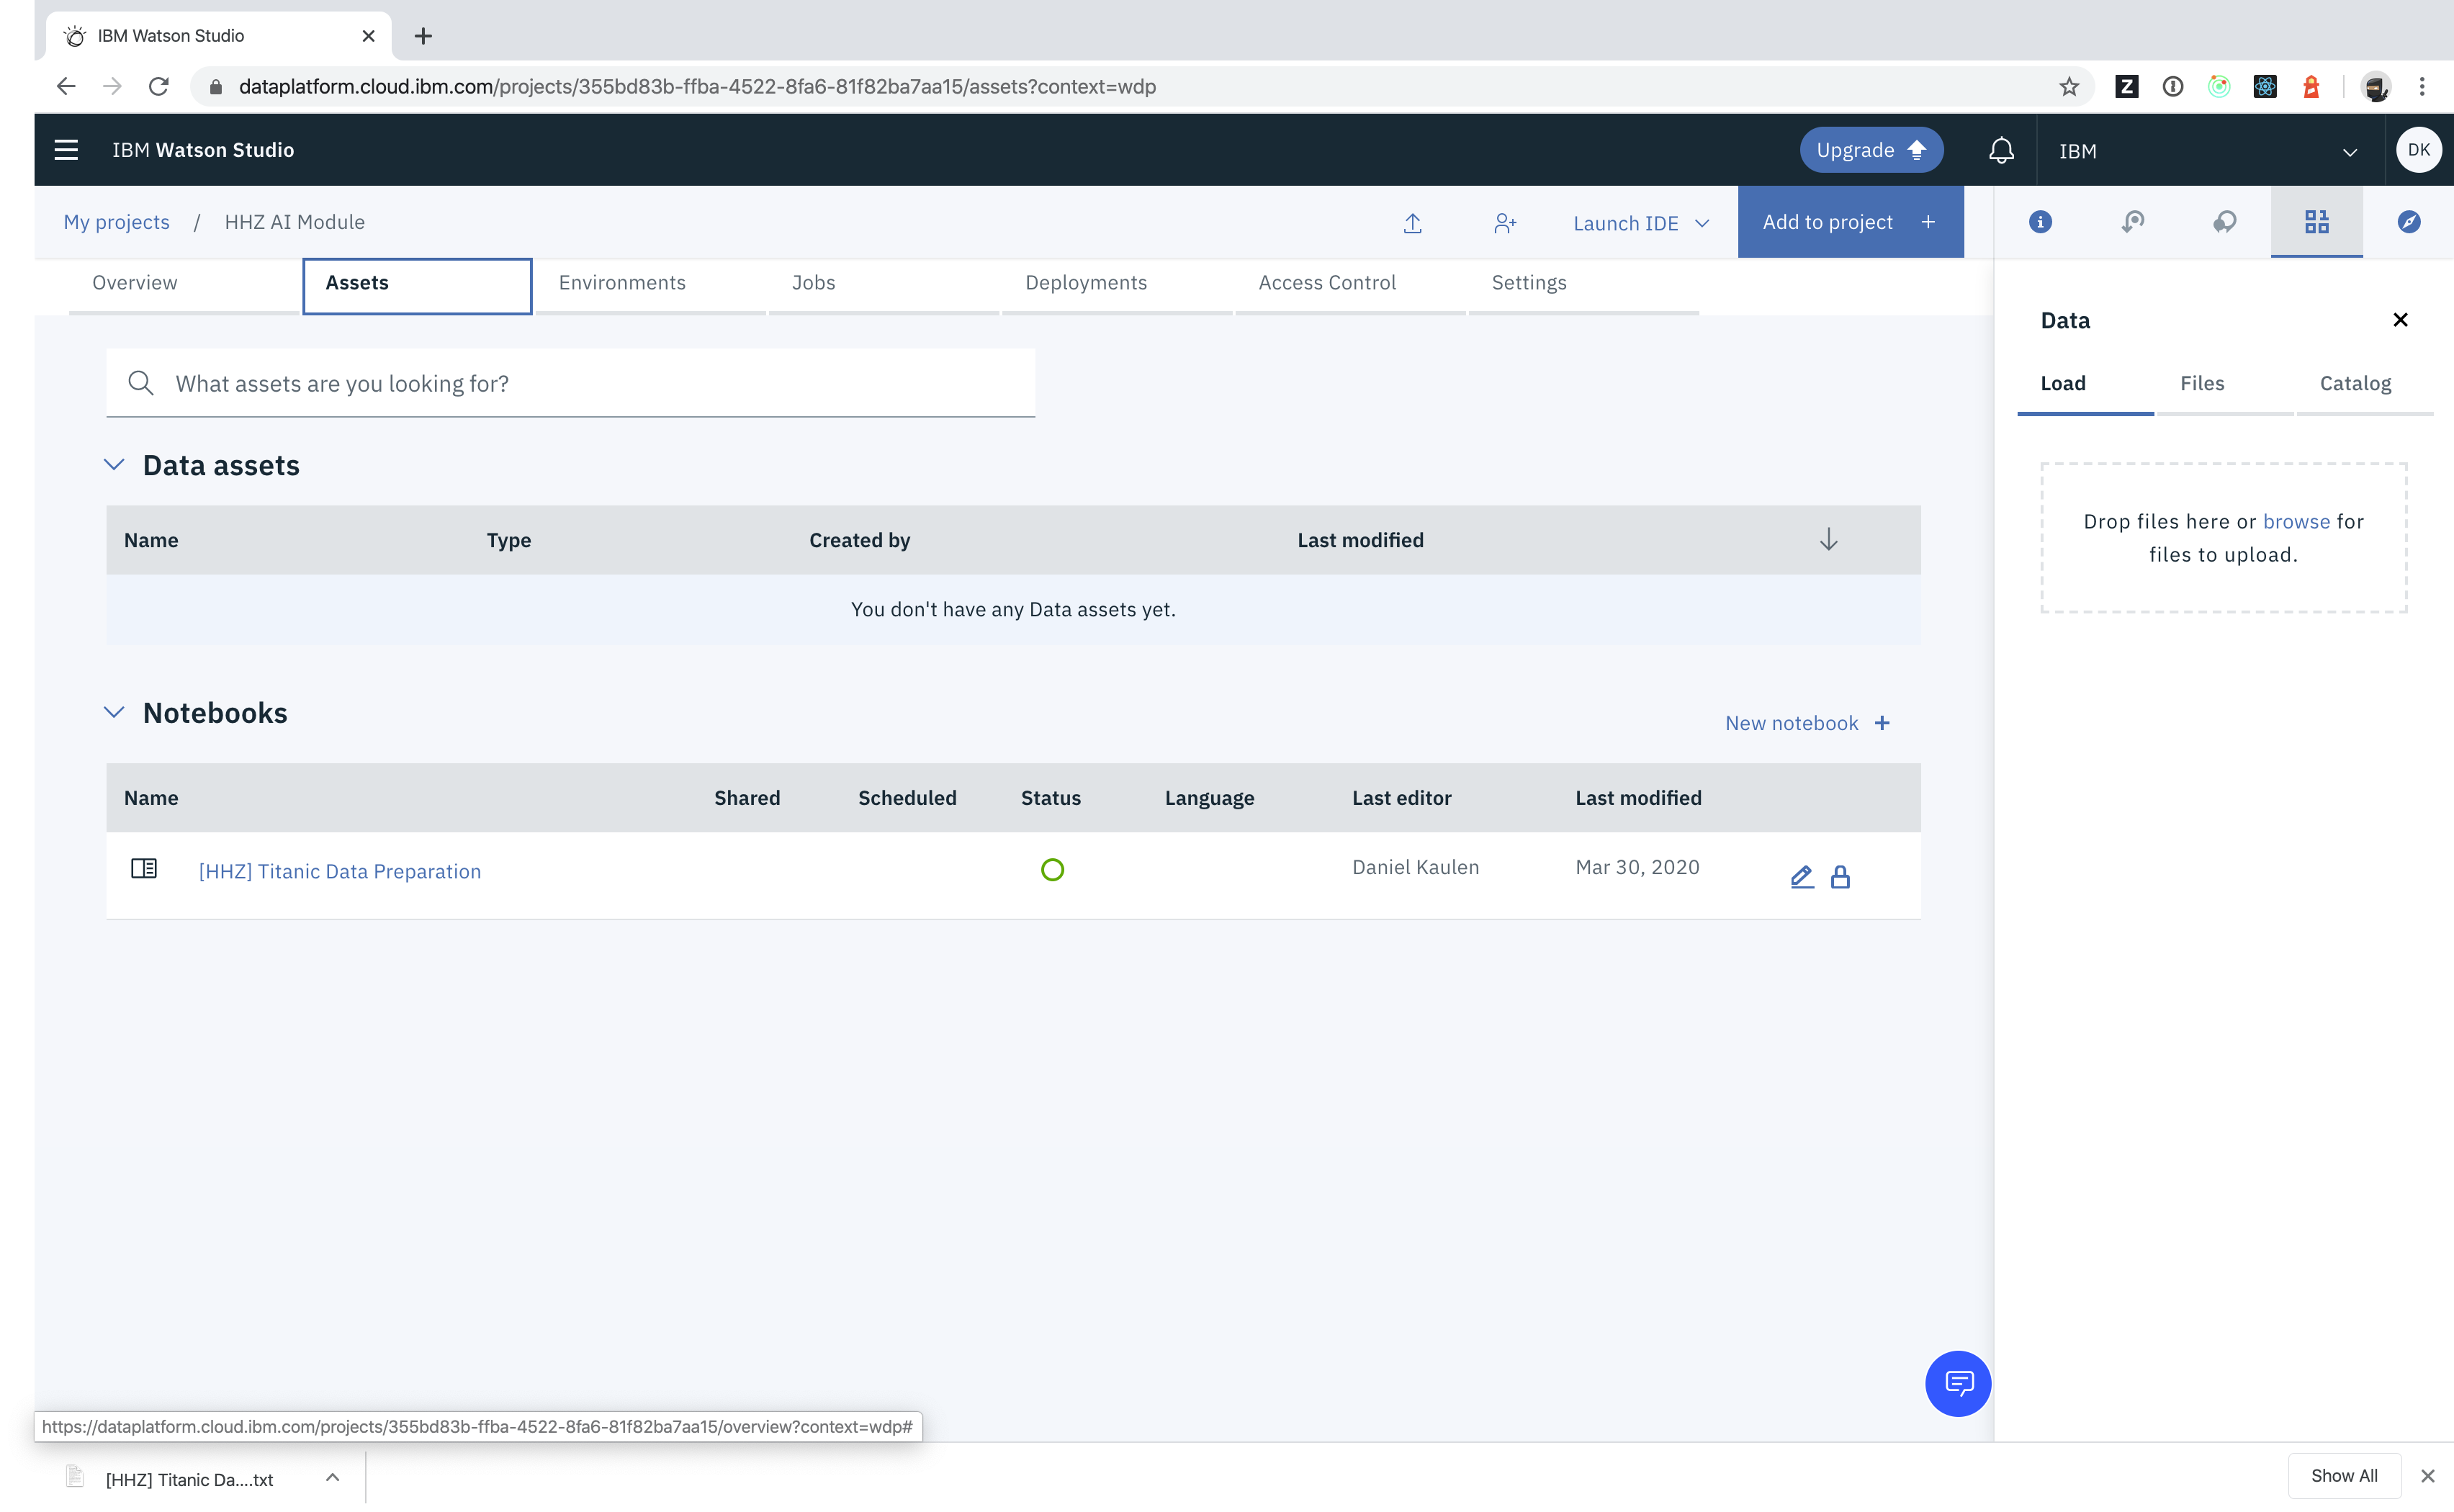 IBM Watson Studio
dataplatform.cloud.ibm.com/projects/355bd83b-ffba-4522-8fa6-81f82ba7aa15/assets?context=wdp
IBM Watson Studio
Upgrade
IBM
DK
My projects / HHZ AI Module
Launch IDE
Add to project +
Overview
Assets
Environments
Jobs
Deployments
Access Control
Settings
What assets are you looking for?
Data assets
Name Type Created by Last modified
You don't have any Data assets yet.
Notebooks
New notebook +
Name Shared Scheduled Status Language Last editor Last modified
[HHZ] Titanic Data Preparation Daniel Kaulen Mar 30, 2020
Data
Load Files Catalog
Drop files here or browse for
files to upload.
https://dataplatform.cloud.ibm.com/projects/355bd83b-ffba-4522-8fa6-81f82ba7aa15/overview?context=wdp#
[HHZ] Titanic Da....txt
Show All